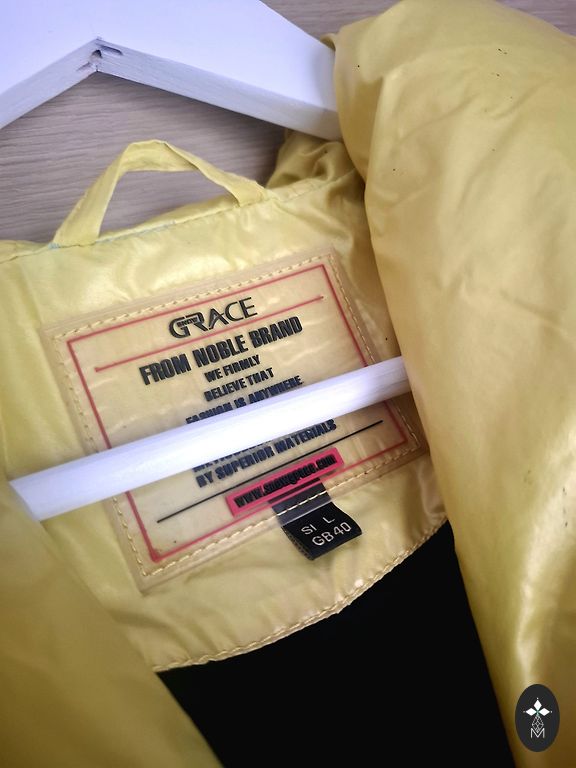 GRACE
FROM NOBLE BRAND
WE FIRMLY
BELIEVE THAT
FASHION IS ANYWHERE
BY SUPERIOR MATERIALS
SI L
GB40
M